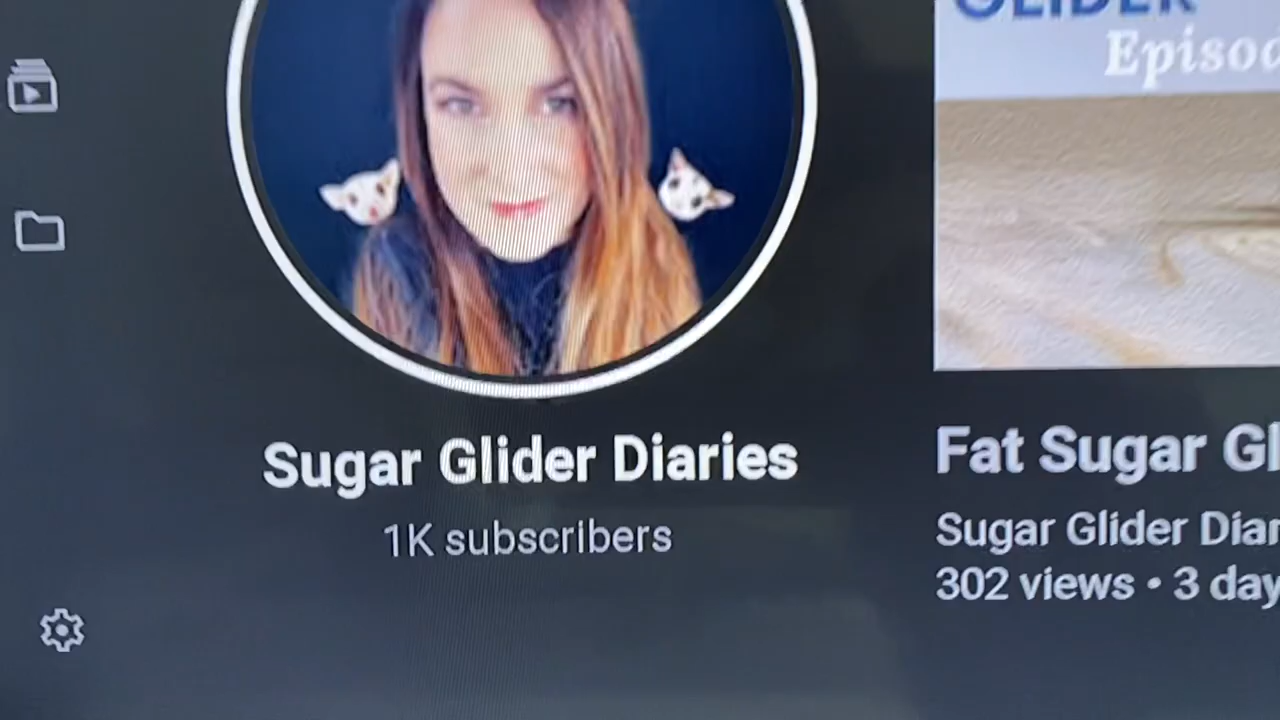 GLIDER
Episod
Sugar Glider Diaries
1K subscribers
Fat Sugar Gl
Sugar Glider Diar
302 views • 3 day